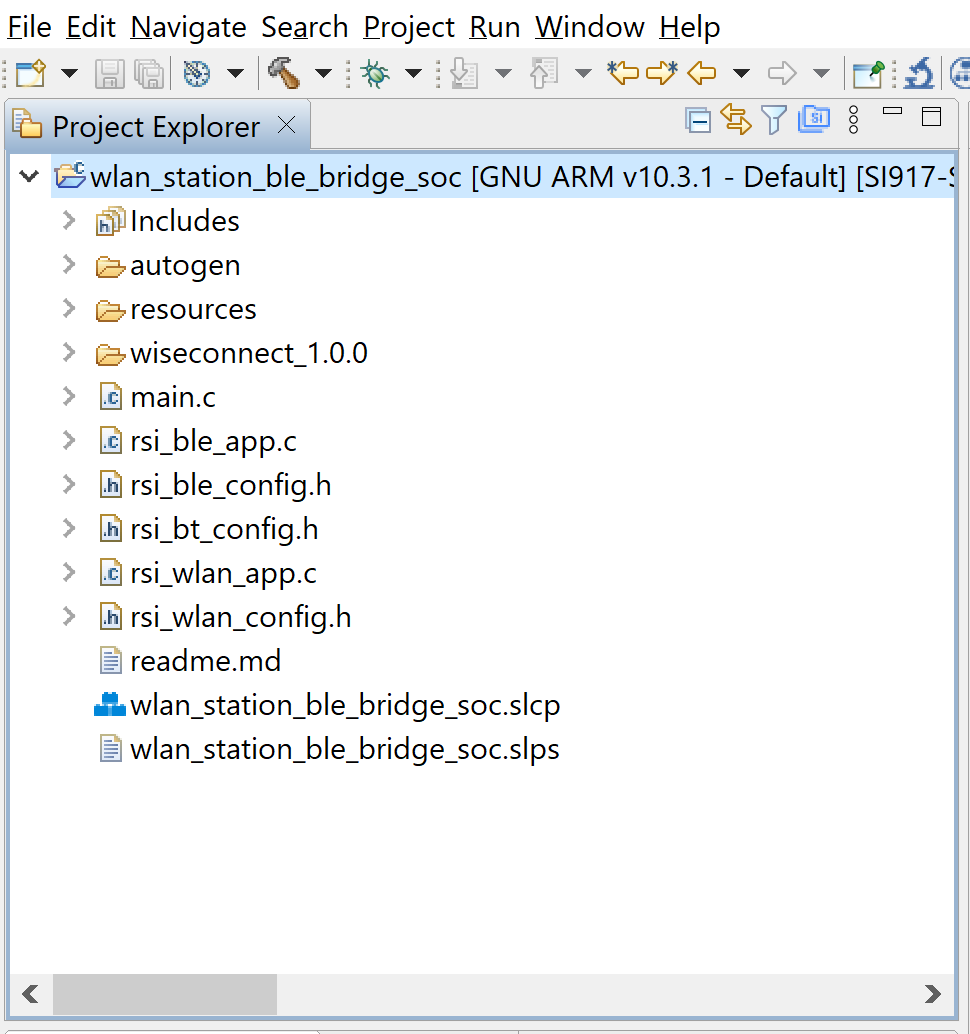 File Edit Navigate Search Project Run Window Help
Project Explorer
wlan_station_ble_bridge_soc [GNU ARM v10.3.1 - Default] [SI917-S
Includes
autogen
resources
wiseconnect_1.0.0
main.c
rsi_ble_app.c
rsi_ble_config.h
rsi_bt_config.h
rsi_wlan_app.c
rsi_wlan_config.h
readme.md
wlan_station_ble_bridge_soc.slcp
wlan_station_ble_bridge_soc.slps